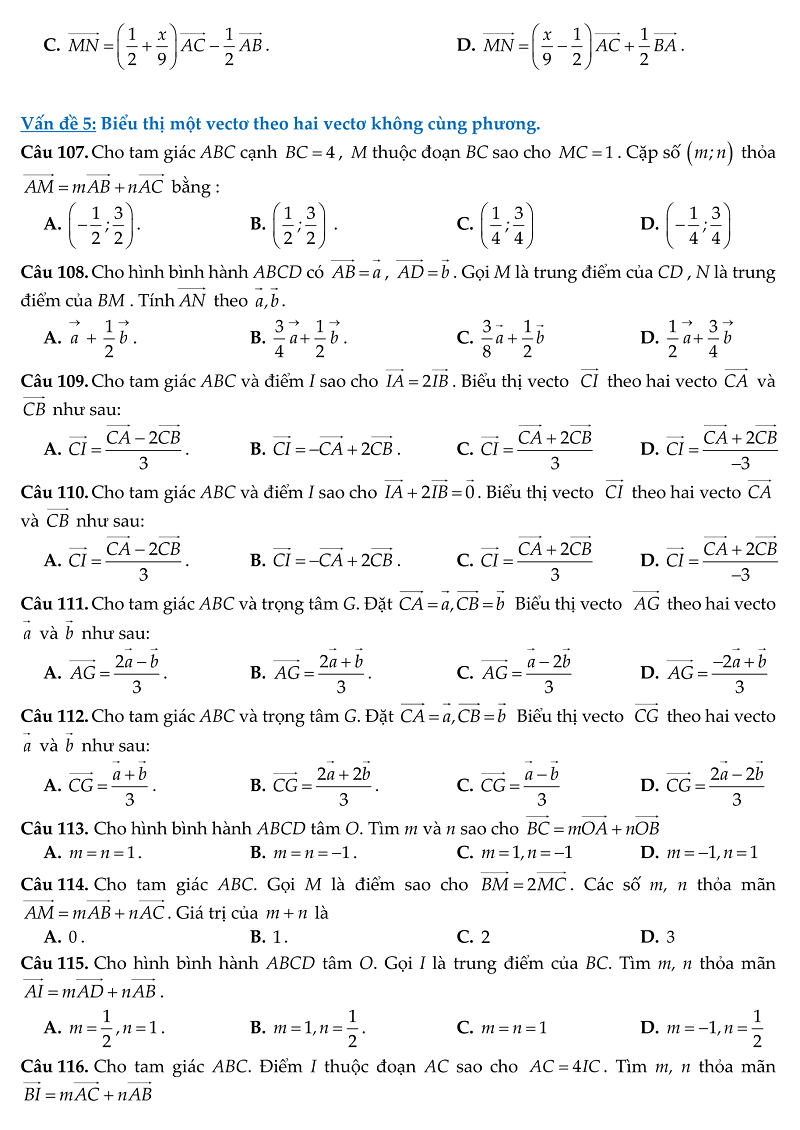 C. $\overrightarrow{MN}=\left(\frac{1}{2}+\frac{x}{9}\right)\overrightarrow{AC}-\frac{1}{2}\overrightarrow{AB}$. D. $\overrightarrow{MN}=\left(\frac{x}{9}-\frac{1}{2}\right)\overrightarrow{AC}+\frac{1}{2}\overrightarrow{BA}$.
Vấn đề 5: Biểu thị một vectơ theo hai vectơ không cùng phương.
Câu 107. Cho tam giác ABC cạnh $BC=4$, M thuộc đoạn BC sao cho $MC=1$. Cặp số $(m;n)$ thỏa
$\overrightarrow{AM}=m\overrightarrow{AB}+n\overrightarrow{AC}$ bằng :
A. $\left(-\frac{1}{2};\frac{3}{2}\right)$. B. $\left(\frac{1}{2};\frac{3}{2}\right)$ . C. $\left(\frac{1}{4};\frac{3}{4}\right)$ D. $\left(-\frac{1}{4};\frac{3}{4}\right)$
Câu 108. Cho hình bình hành ABCD có $\overrightarrow{AB}=\vec{a}$, $\overrightarrow{AD}=\vec{b}$. Gọi M là trung điểm của CD , N là trung
điểm của BM . Tính $\overrightarrow{AN}$ theo $\vec{a},\vec{b}$.
A. $\vec{a}+\frac{1}{2}\vec{b}$. B. $\frac{3}{4}\vec{a}+\frac{1}{2}\vec{b}$. C. $\frac{3}{8}\vec{a}+\frac{1}{2}\vec{b}$ D. $\frac{1}{2}\vec{a}+\frac{3}{4}\vec{b}$
Câu 109. Cho tam giác ABC và điểm I sao cho $\overrightarrow{IA}=2\overrightarrow{IB}$. Biểu thị vecto $\overrightarrow{CI}$ theo hai vecto $\overrightarrow{CA}$ và
$\overrightarrow{CB}$ như sau:
A. $\overrightarrow{CI}=\frac{\overrightarrow{CA}-2\overrightarrow{CB}}{3}$. B. $\overrightarrow{CI}=-\overrightarrow{CA}+2\overrightarrow{CB}$. C. $\overrightarrow{CI}=\frac{\overrightarrow{CA}+2\overrightarrow{CB}}{3}$ D. $\overrightarrow{CI}=\frac{\overrightarrow{CA}+2\overrightarrow{CB}}{-3}$
Câu 110. Cho tam giác ABC và điểm I sao cho $\overrightarrow{IA}+2\overrightarrow{IB}=\vec{0}$. Biểu thị vecto $\overrightarrow{CI}$ theo hai vecto $\overrightarrow{CA}$
và $\overrightarrow{CB}$ như sau:
A. $\overrightarrow{CI}=\frac{\overrightarrow{CA}-2\overrightarrow{CB}}{3}$. B. $\overrightarrow{CI}=-\overrightarrow{CA}+2\overrightarrow{CB}$. C. $\overrightarrow{CI}=\frac{\overrightarrow{CA}+2\overrightarrow{CB}}{3}$ D. $\overrightarrow{CI}=\frac{\overrightarrow{CA}+2\overrightarrow{CB}}{-3}$
Câu 111. Cho tam giác ABC và trọng tâm G. Đặt $\overrightarrow{CA}=\vec{a},\overrightarrow{CB}=\vec{b}$ Biểu thị vecto $\overrightarrow{AG}$ theo hai vecto
$\vec{a}$ và $\vec{b}$ như sau:
A. $\overrightarrow{AG}=\frac{2\vec{a}-\vec{b}}{3}$. B. $\overrightarrow{AG}=\frac{2\vec{a}+\vec{b}}{3}$. C. $\overrightarrow{AG}=\frac{\vec{a}-2\vec{b}}{3}$ D. $\overrightarrow{AG}=\frac{-2\vec{a}+\vec{b}}{3}$
Câu 112. Cho tam giác ABC và trọng tâm G. Đặt $\overrightarrow{CA}=\vec{a},\overrightarrow{CB}=\vec{b}$ Biểu thị vecto $\overrightarrow{CG}$ theo hai vecto
$\vec{a}$ và $\vec{b}$ như sau:
A. $\overrightarrow{CG}=\frac{\vec{a}+\vec{b}}{3}$. B. $\overrightarrow{CG}=\frac{2\vec{a}+2\vec{b}}{3}$. C. $\overrightarrow{CG}=\frac{\vec{a}-\vec{b}}{3}$ D. $\overrightarrow{CG}=\frac{2\vec{a}-2\vec{b}}{3}$
Câu 113. Cho hình bình hành ABCD tâm O. Tìm m và n sao cho $\overrightarrow{BC}=m\overrightarrow{OA}+n\overrightarrow{OB}$
A. $m=n=1$. B. $m=n=-1$. C. $m=1,n=-1$ D. $m=-1,n=1$
Câu 114. Cho tam giác ABC. Gọi M là điểm sao cho $\overrightarrow{BM}=2\overrightarrow{MC}$. Các số m, n thỏa mãn
$\overrightarrow{AM}=m\overrightarrow{AB}+n\overrightarrow{AC}$. Giá trị của $m+n$ là
A. 0 . B. 1. C. 2 D. 3
Câu 115. Cho hình bình hành ABCD tâm O. Gọi I là trung điểm của BC. Tìm m, n thỏa mãn
$\overrightarrow{AI}=m\overrightarrow{AD}+n\overrightarrow{AB}$.
A. $m=\frac{1}{2},n=1$. B. $m=1,n=\frac{1}{2}$. C. $m=n=1$ D. $m=-1,n=\frac{1}{2}$
Câu 116. Cho tam giác ABC. Điểm I thuộc đoạn AC sao cho $AC=4IC$. Tìm m, n thỏa mãn
$\overrightarrow{BI}=m\overrightarrow{AC}+n\overrightarrow{AB}$